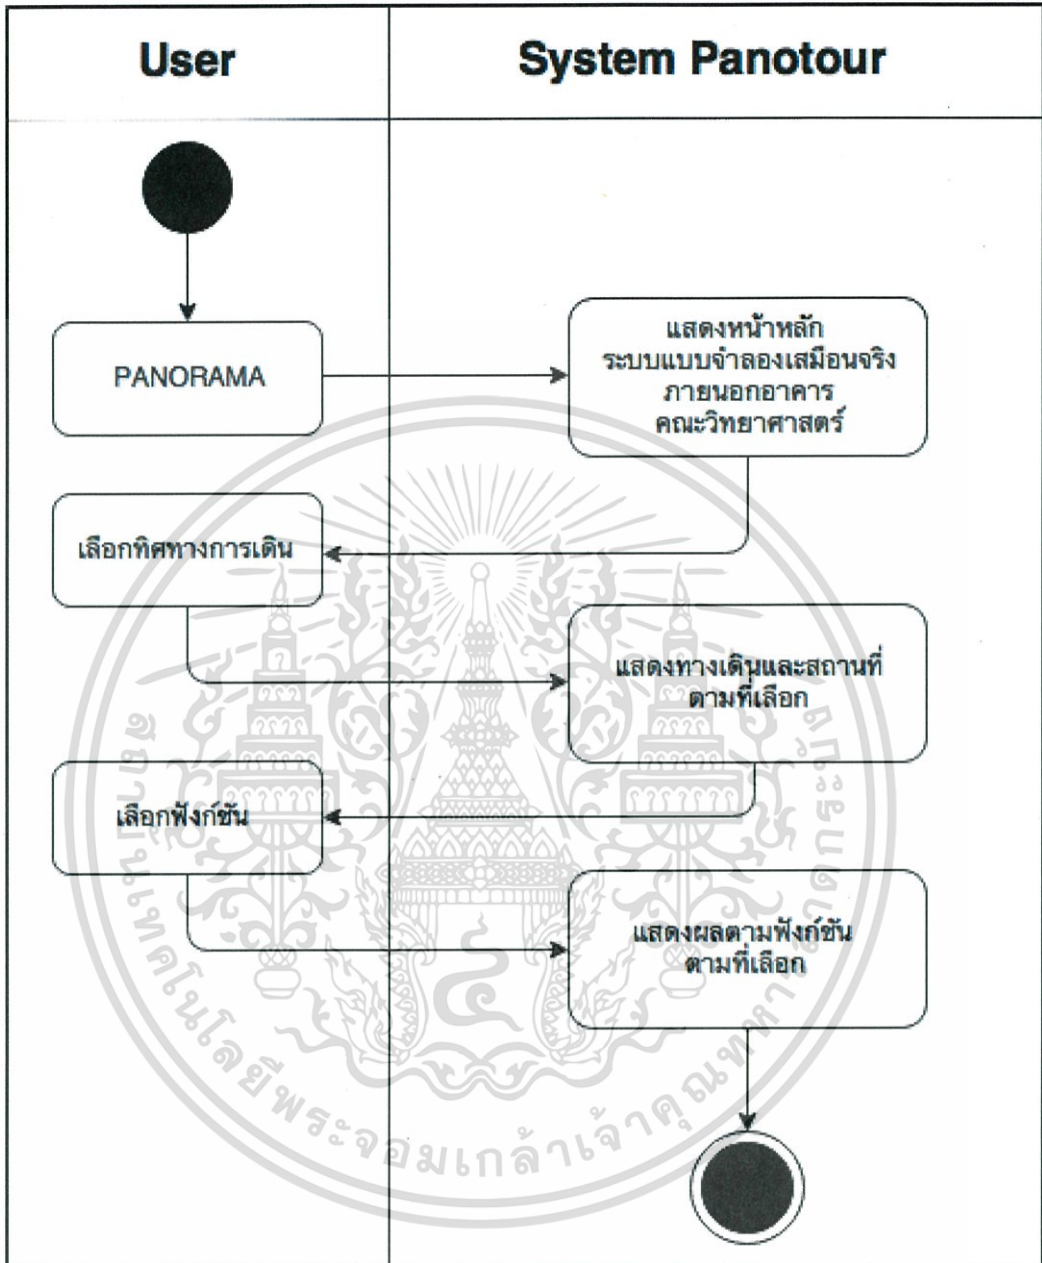 User
System Panotour
PANORAMA
แสดงหน้าหลัก
ระบบแบบจำลองเสมือนจริง
ภายนอกอาคาร
คณะวิทยาศาสตร์
เลือกทิศทางการเดิน
แสดงทางเดินและสถานที่
ตามที่เลือก
เลือกฟังก์ชัน
แสดงผลตามฟังก์ชัน
ตามที่เลือก
สถาบันเทคโนโลยีพระจอมเกล้าเจ้าคุณทหารลาดกระบัง